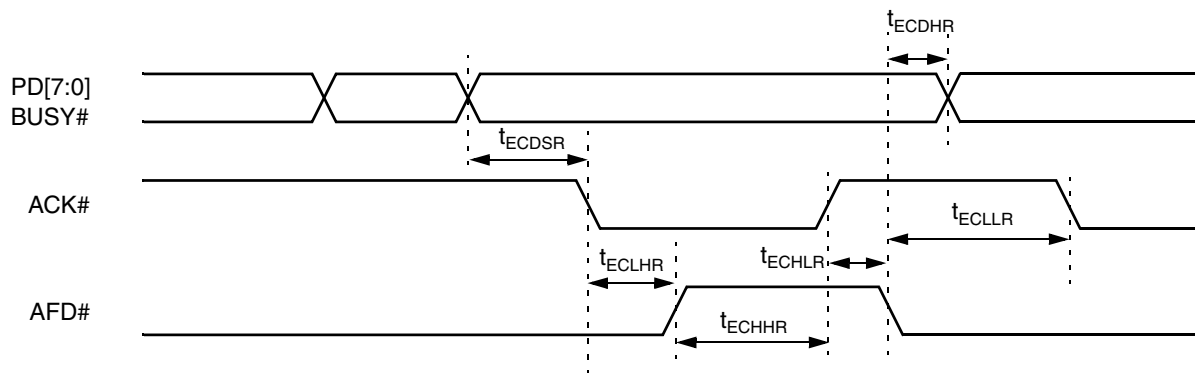 tECDHR
PD[7:0]
BUSY#
tECDSR
ACK#
tECLLR
tECLHR
tECHLR
AFD#
tECHHR